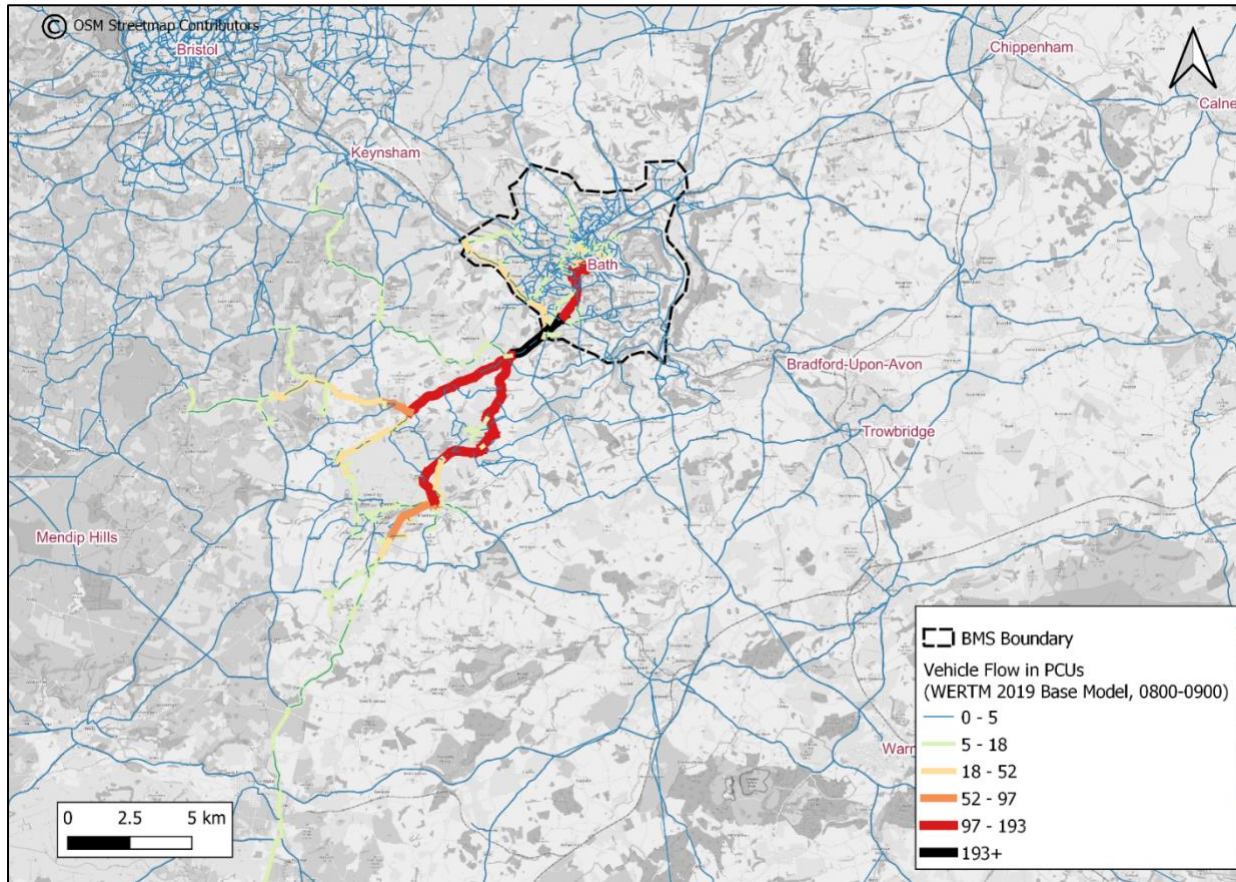 © OSM Streetmap Contributors
Bristol
Chippenham
Calne
Keynsham
Bath
Bradford-Upon-Avon
Trowbridge
Mendip Hills
Warn
BMS Boundary
Vehicle Flow in PCUs
(WERTM 2019 Base Model, 0800-0900)
0 - 5
5 - 18
18 - 52
52 - 97
97 - 193
193+
0 2.5 5 km